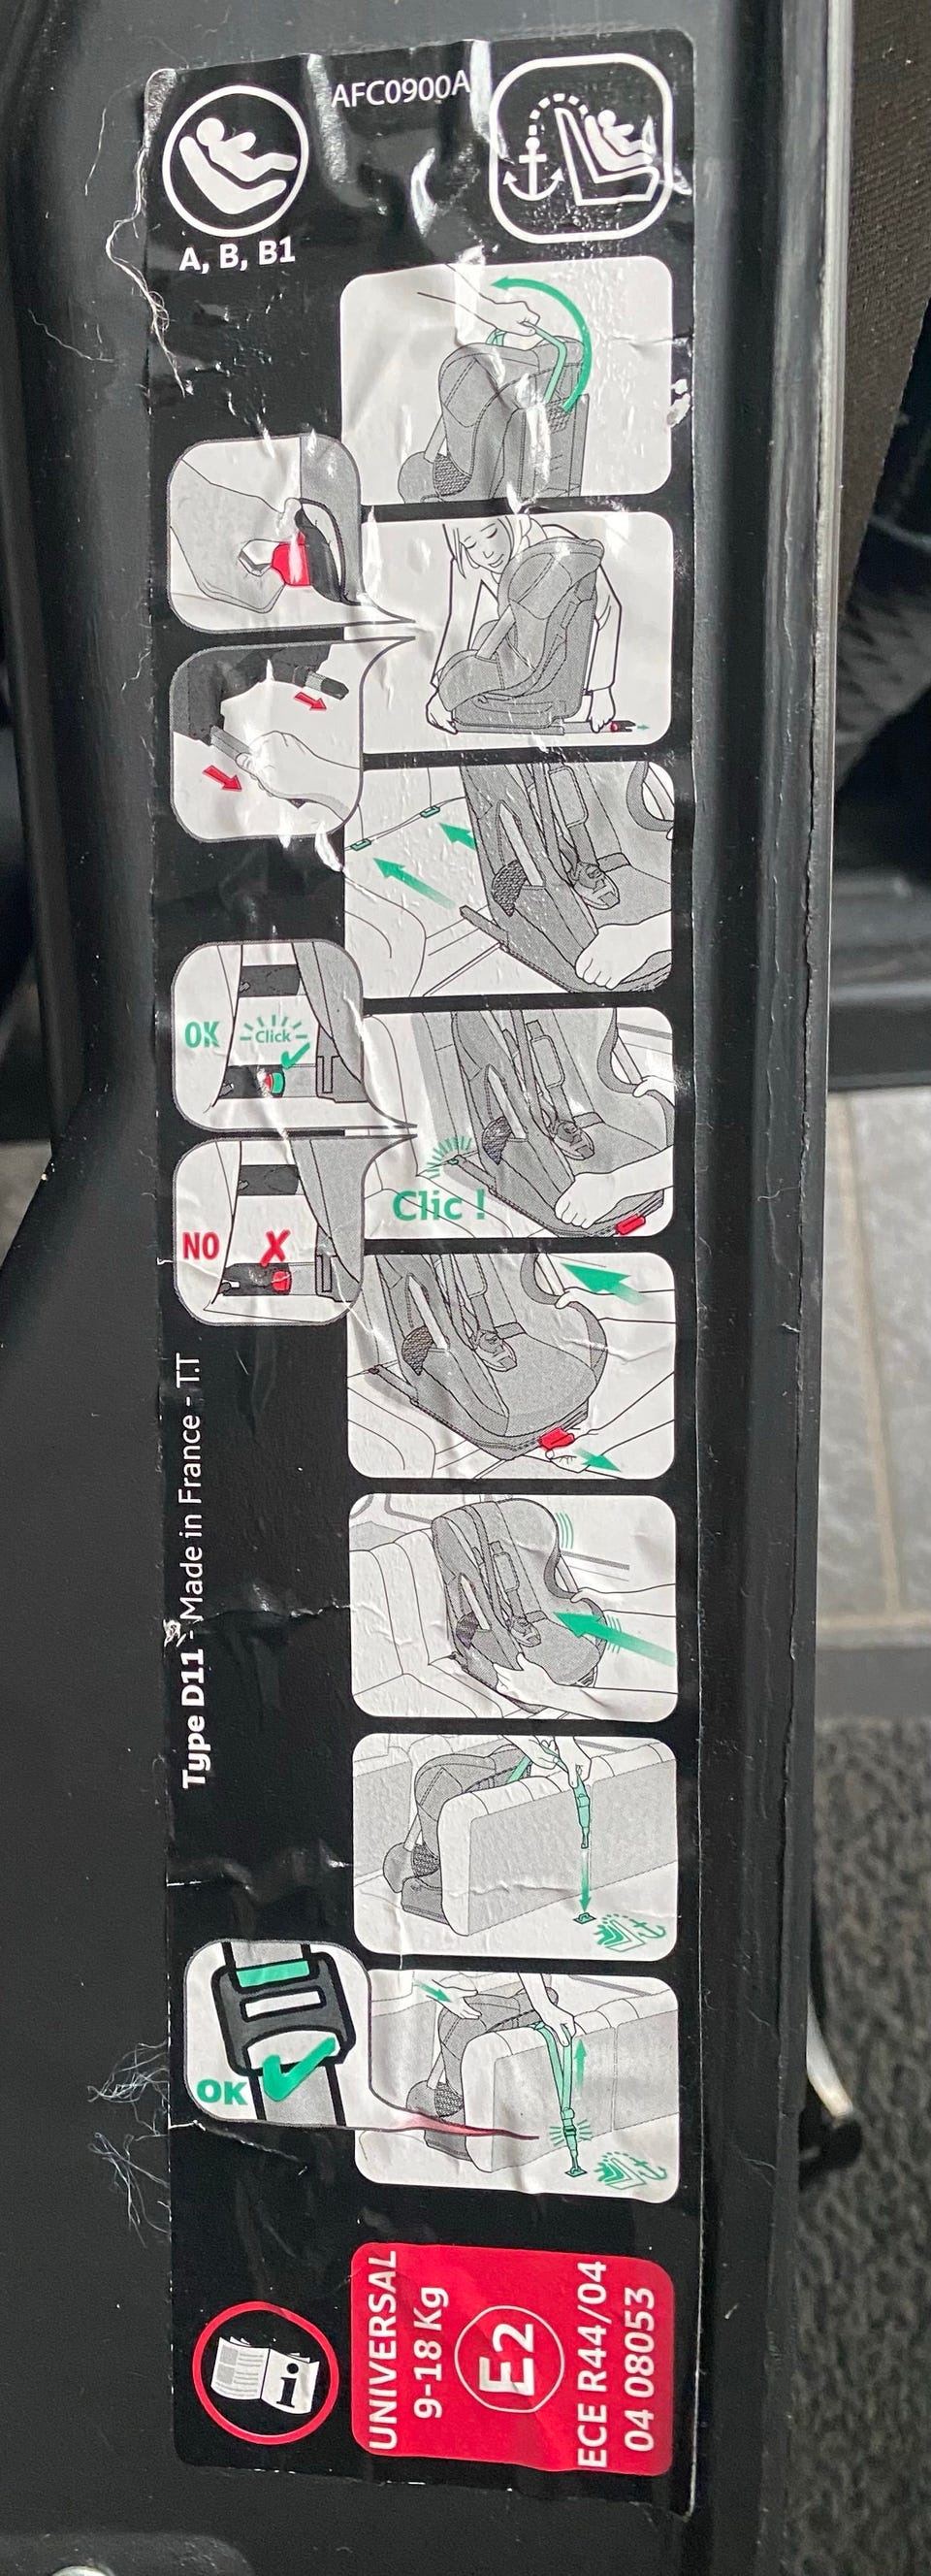 AFC0900A
A, B, B1
OK
Click
NO
Clic !
Type D11 - Made in France - T.T
OK
i
UNIVERSAL
9-18 Kg
E2
ECE R44/04
04 08053